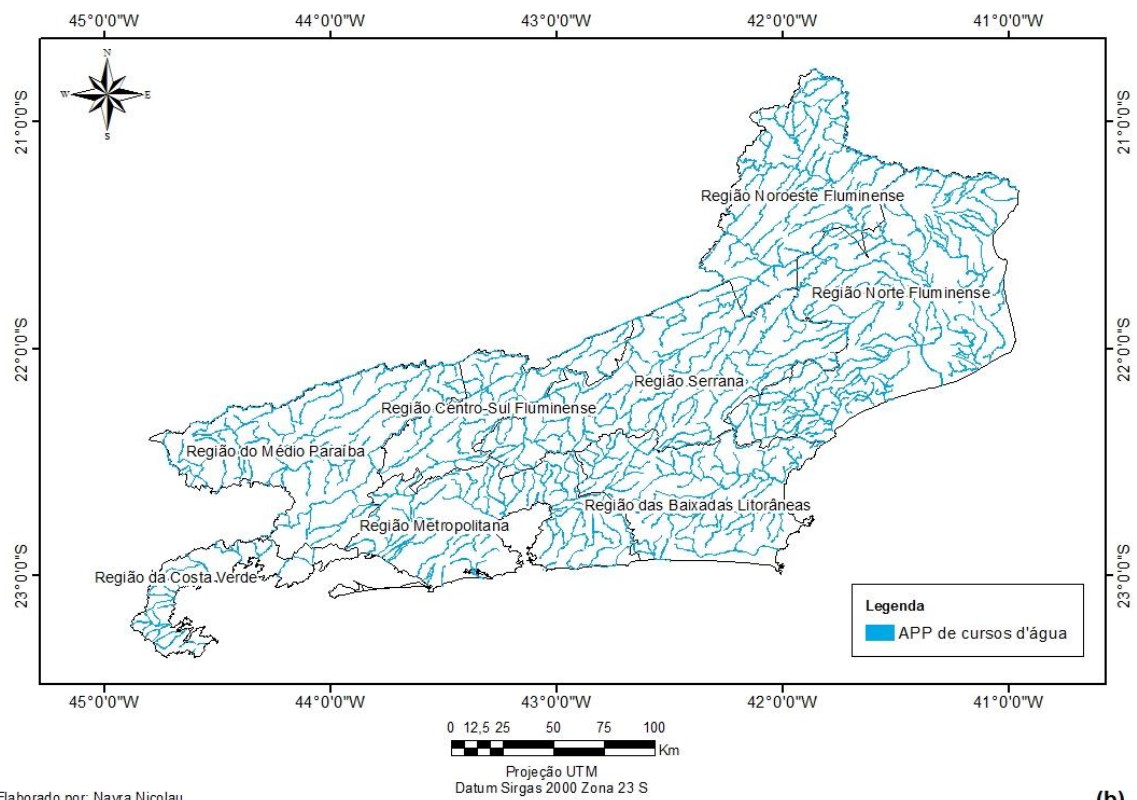 45°0'0"W 44°0'0"W 43°0'0"W 42°0'0"W 41°0'0"W
N
W E
S
21°0'0"S 21°0'0"S
Região Noroeste Fluminense
Região Norte Fluminense
22°0'0"S 22°0'0"S
Região Serrana
Região Centro-Sul Fluminense
Região do Médio Paraíba
Região das Baixadas Litorâneas
Região Metropolitana
23°0'0"S 23°0'0"S
Região da Costa Verde
Legenda
APP de cursos d'água
45°0'0"W 44°0'0"W 43°0'0"W 42°0'0"W 41°0'0"W
0 12,5 25 50 75 100
Km
Projeção UTM
Datum Sirgas 2000 Zona 23 S
Elaborado por: Nayra Nicolau
(b)